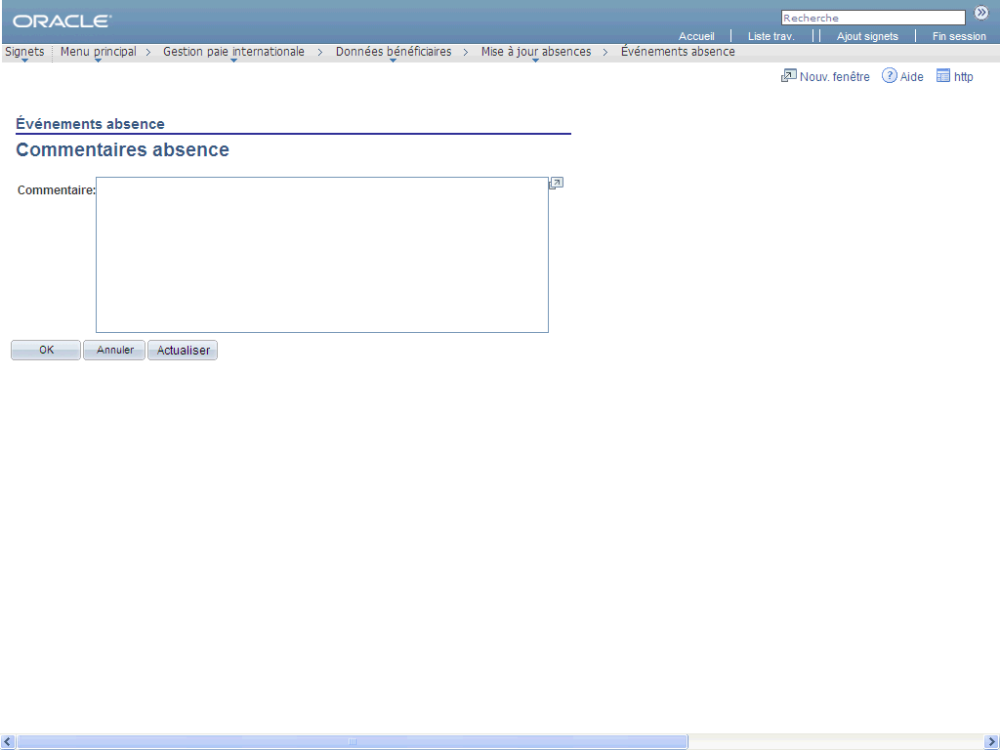 ORACLE
Recherche
Accueil Liste trav. Ajout signets Fin session
Signets Menu principal > Gestion paie internationale > Données bénéficiaires > Mise à jour absences > Événements absence
Nouv. fenêtre ? Aide http
Événements absence
Commentaires absence
Commentaire:
OK Annuler Actualiser